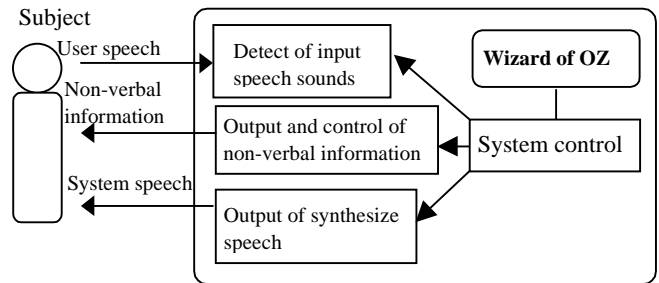 Subject
User speech
Detect of input
speech sounds
Wizard of OZ
Non-verbal
information
Output and control of
non-verbal information
System control
System speech
Output of synthesize
speech